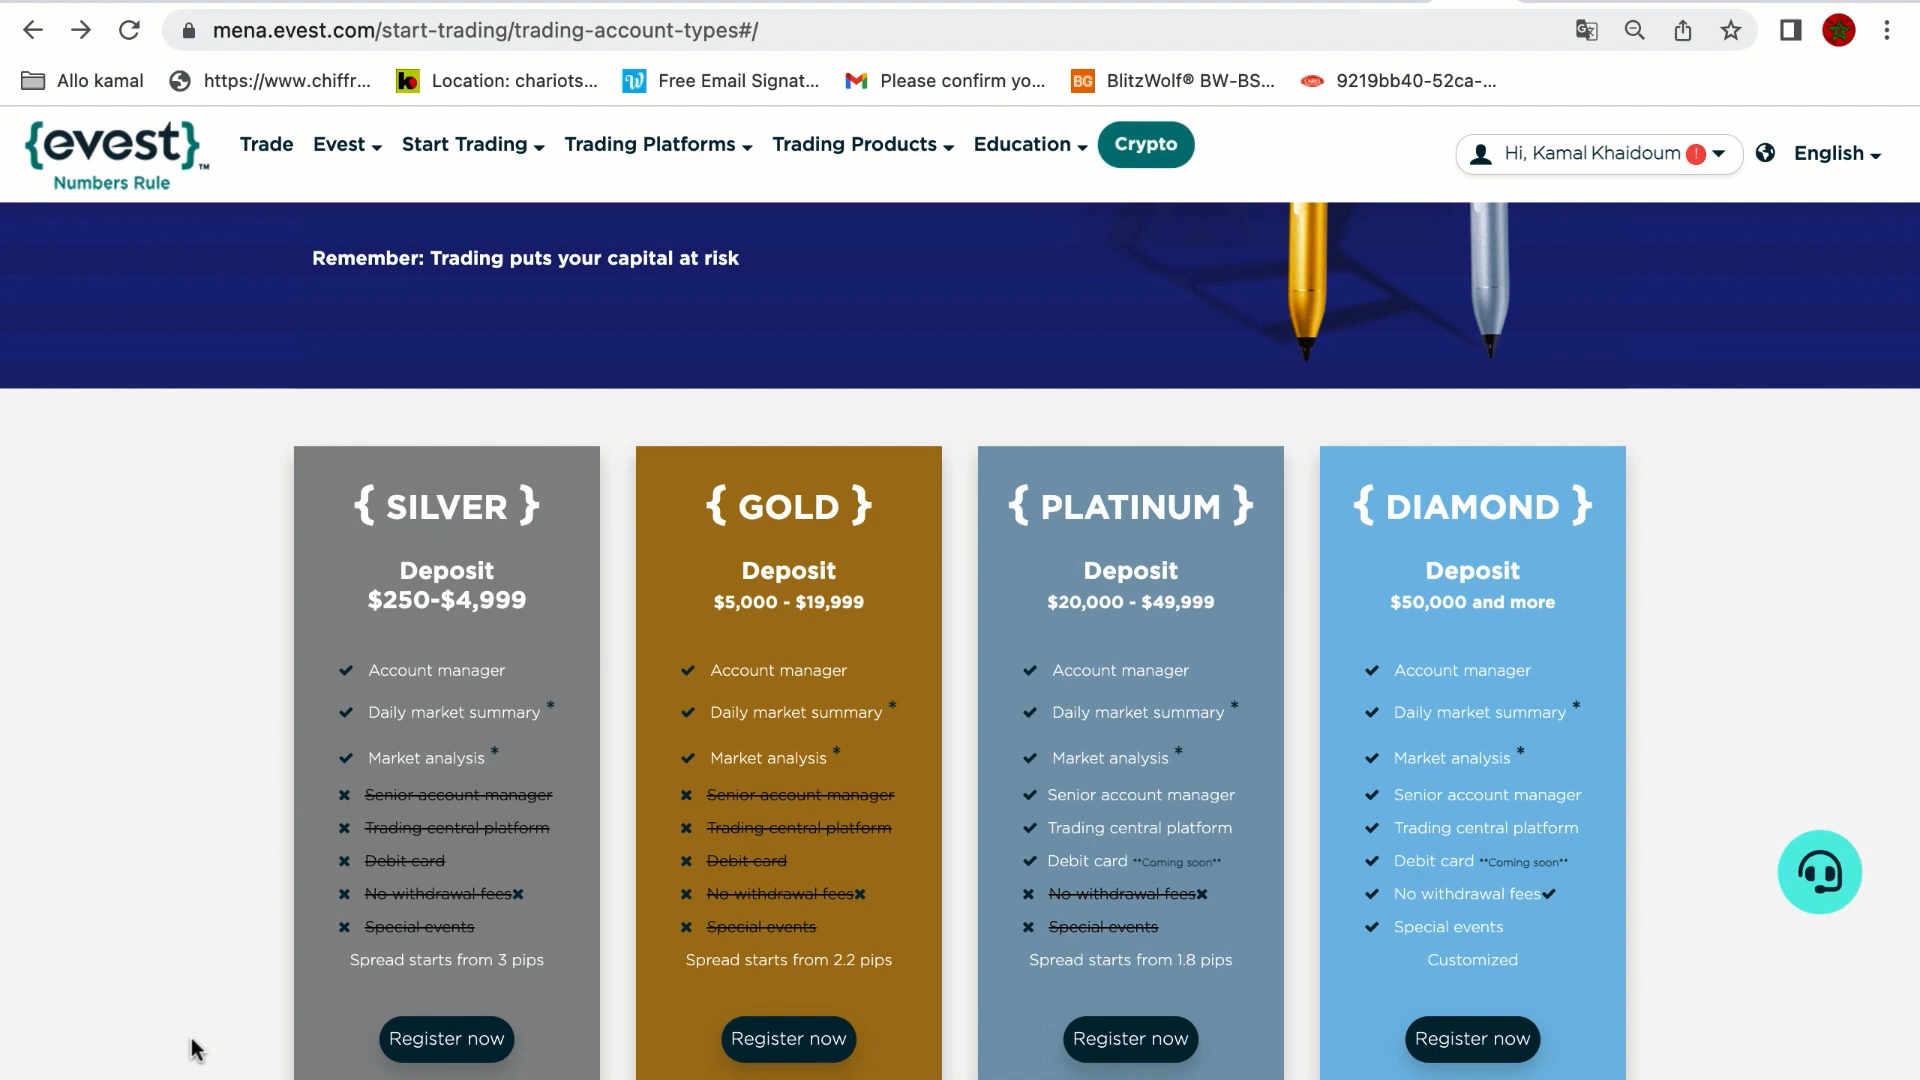 mena.evest.com/start-trading/trading-account-types#/
Allo kamal
https://www.chiffr...
Location: chariots...
Free Email Signat...
Please confirm yo...
BG
BlitzWolf® BW-BS...
9219bb40-52ca-...
{evest}™
Numbers Rule
Trade
Evest
Start Trading
Trading Platforms
Trading Products
Education
Crypto
Hi, Kamal Khaidoum !
English
Remember: Trading puts your capital at risk
{ SILVER }
Deposit
$250-$4,999
Account manager
Daily market summary *
Market analysis *
Senior account manager
Trading central platform
Debit card
No withdrawal fees
Special events
Spread starts from 3 pips
Register now
{ GOLD }
Deposit
$5,000 - $19,999
Account manager
Daily market summary *
Market analysis *
Senior account manager
Trading central platform
Debit card
No withdrawal fees
Special events
Spread starts from 2.2 pips
Register now
{ PLATINUM }
Deposit
$20,000 - $49,999
Account manager
Daily market summary *
Market analysis *
Senior account manager
Trading central platform
Debit card **Coming soon**
No withdrawal fees
Special events
Spread starts from 1.8 pips
Register now
{ DIAMOND }
Deposit
$50,000 and more
Account manager
Daily market summary *
Market analysis *
Senior account manager
Trading central platform
Debit card **Coming soon**
No withdrawal fees
Special events
Customized
Register now